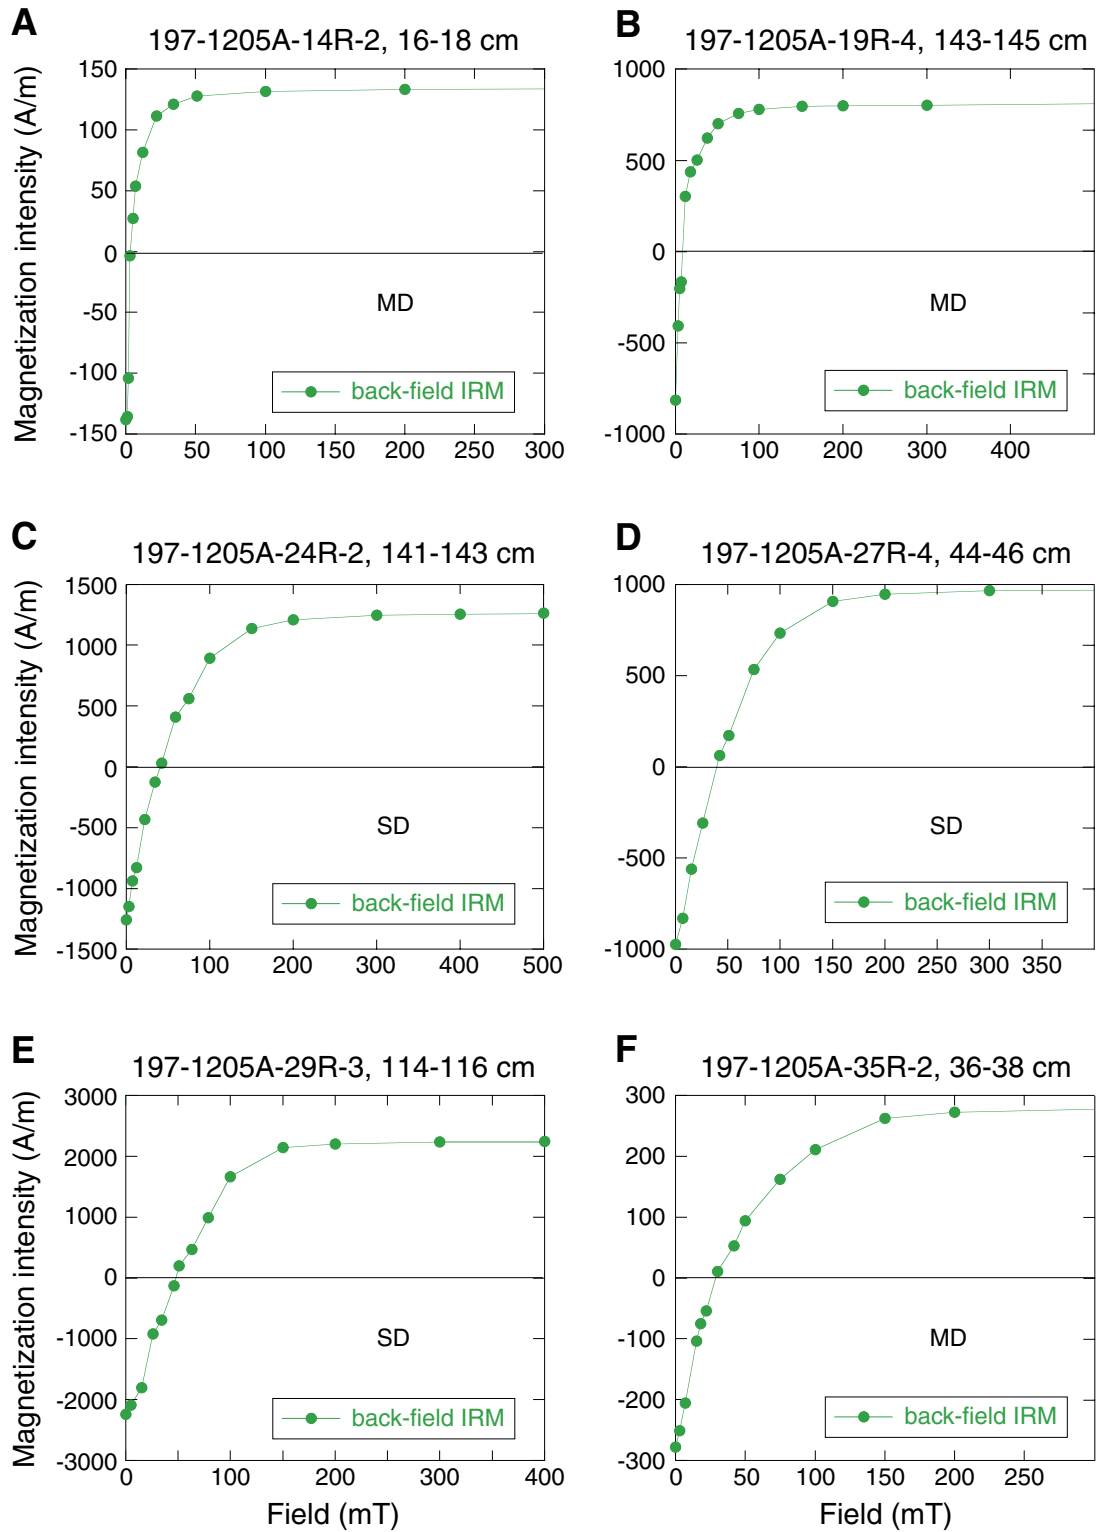 A
197-1205A-14R-2, 16-18 cm
Magnetization intensity (A/m)
150
100
50
0
-50
-100
-150
MD
back-field IRM
0 50 100 150 200 250 300
B
197-1205A-19R-4, 143-145 cm
1000
500
0
-500
-1000
MD
back-field IRM
0 100 200 300 400
C
197-1205A-24R-2, 141-143 cm
Magnetization intensity (A/m)
1500
1000
500
0
-500
-1000
-1500
SD
back-field IRM
0 100 200 300 400 500
D
197-1205A-27R-4, 44-46 cm
1000
500
0
-500
-1000
SD
back-field IRM
0 50 100 150 200 250 300 350
E
197-1205A-29R-3, 114-116 cm
Magnetization intensity (A/m)
3000
2000
1000
0
-1000
-2000
-3000
SD
back-field IRM
0 100 200 300 400
Field (mT)
F
197-1205A-35R-2, 36-38 cm
300
200
100
0
-100
-200
-300
MD
back-field IRM
0 50 100 150 200 250
Field (mT)